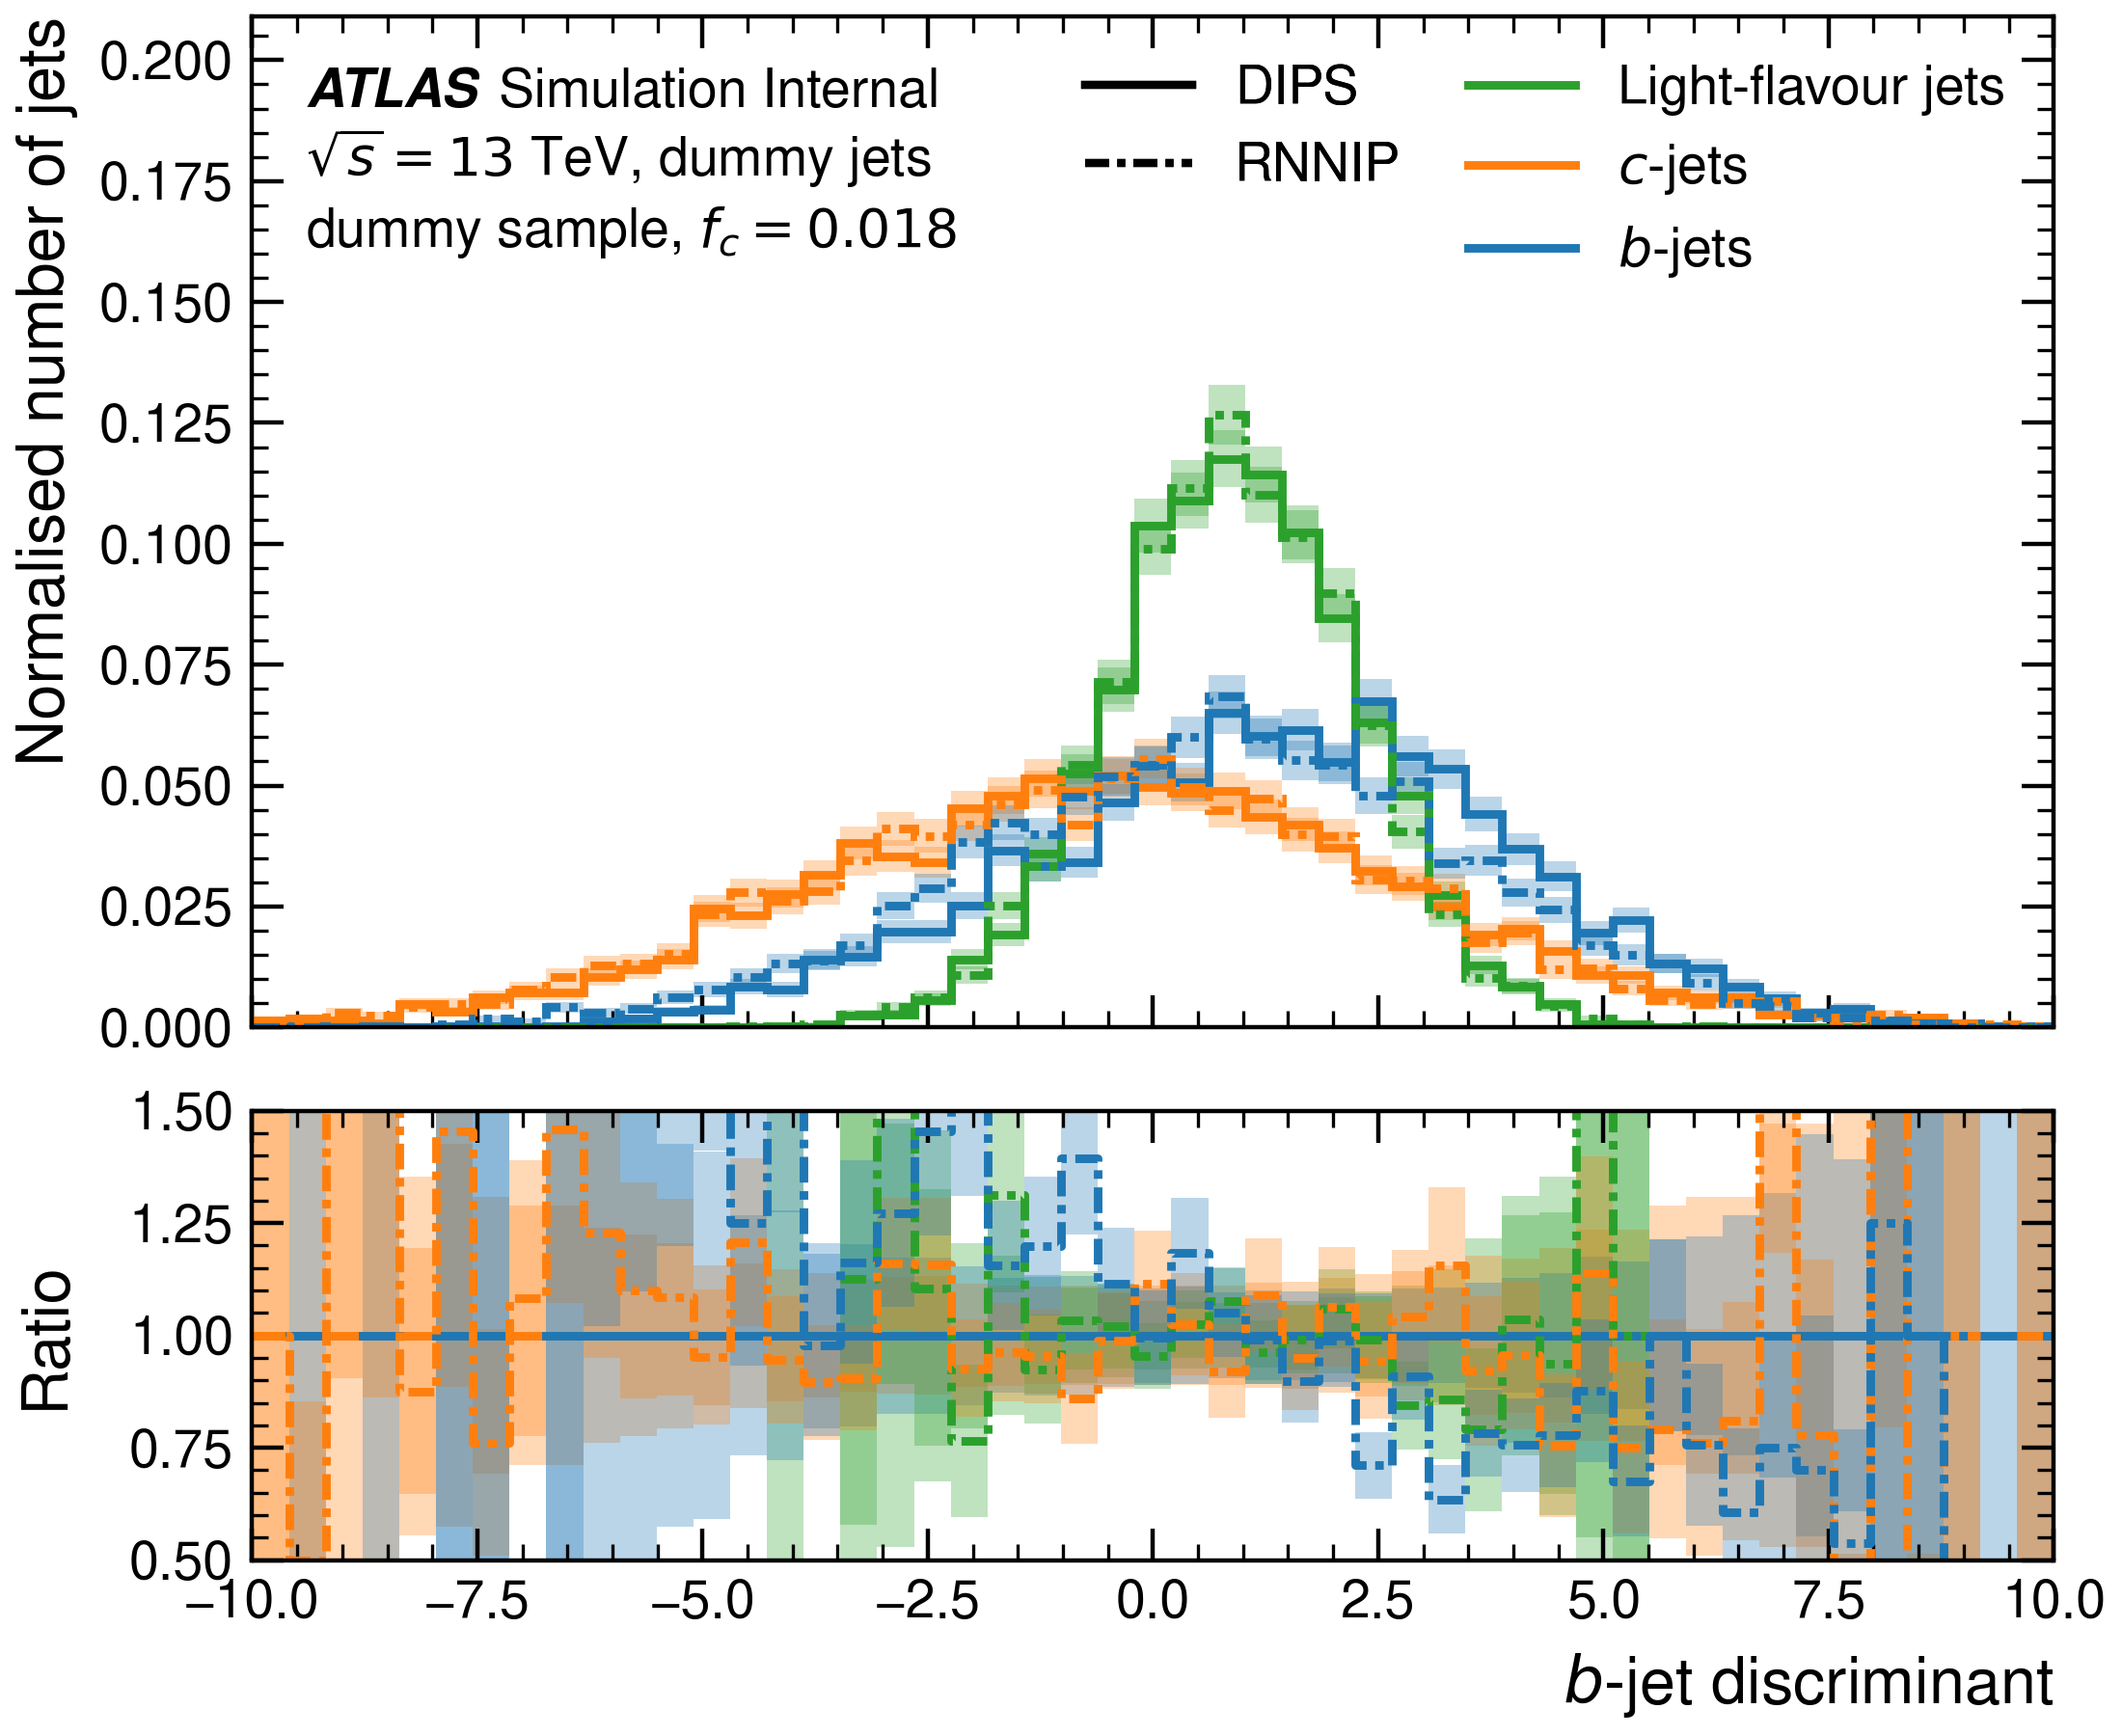 Normalised number of jets
0.200
0.175
0.150
0.125
0.100
0.075
0.050
0.025
0.000
ATLAS Simulation Internal
√s = 13 TeV, dummy jets
dummy sample, fc = 0.018
DIPS
RNNIP
Light-flavour jets
c-jets
b-jets
Ratio
1.50
1.25
1.00
0.75
0.50
−10.0 −7.5 −5.0 −2.5 0.0 2.5 5.0 7.5 10.0
b-jet discriminant